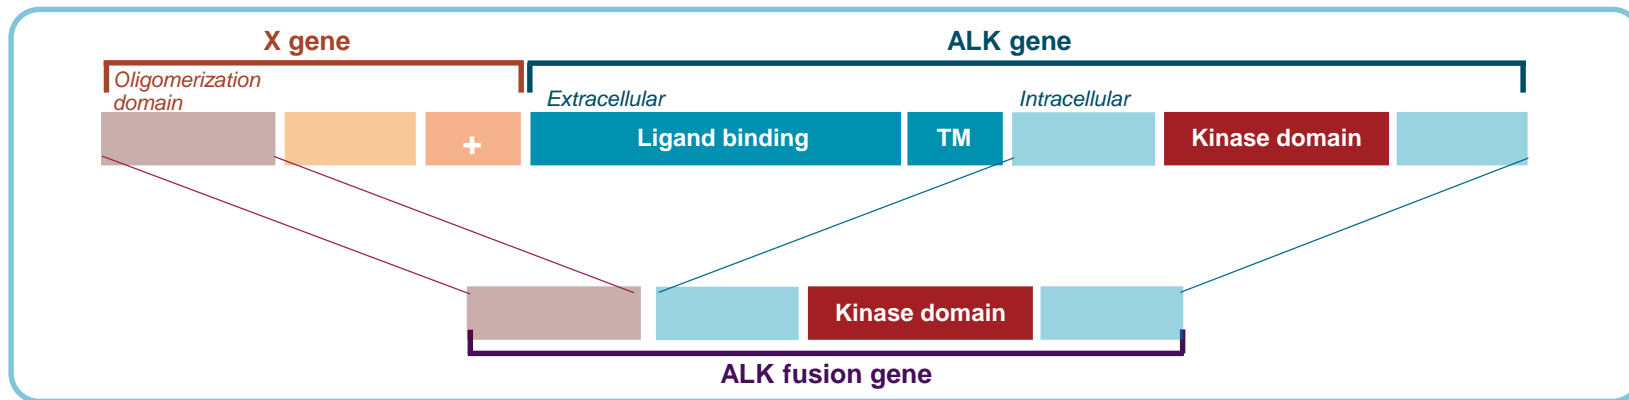 X gene
ALK gene
Oligomerization
domain
Extracellular
Intracellular
+
Ligand binding
TM
Kinase domain
Kinase domain
ALK fusion gene